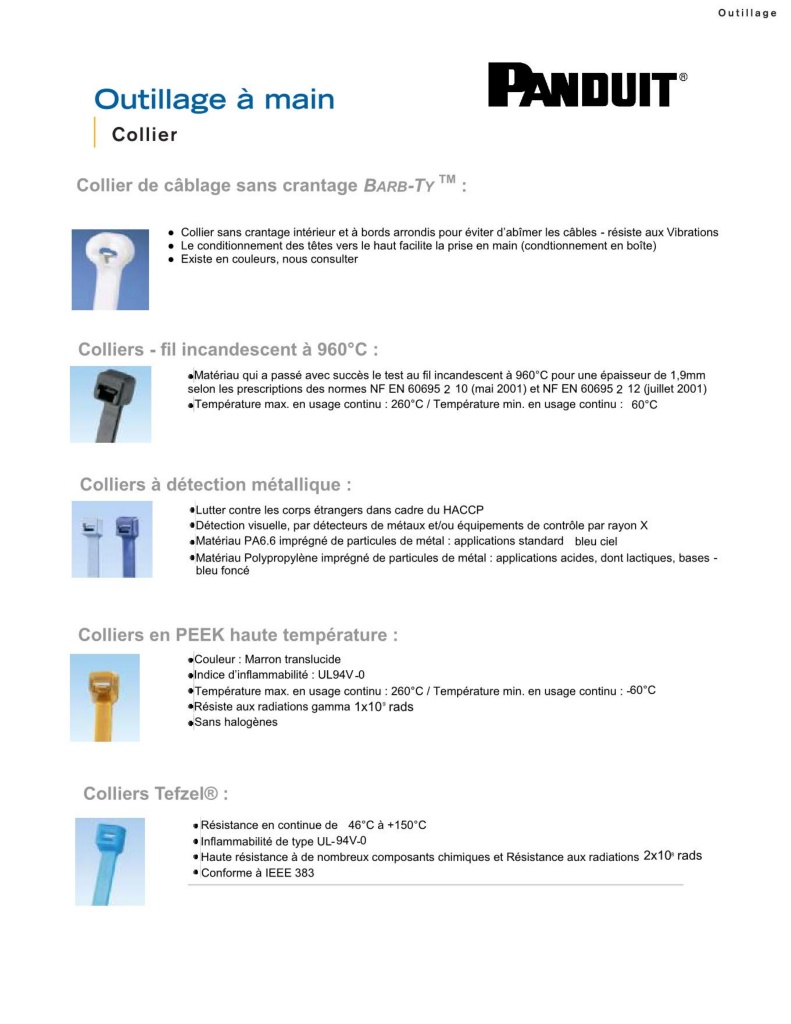 Outillage
PANDUIT®
Outillage à main
Collier
Collier de câblage sans crantage BARB-TY TM :
● Collier sans crantage intérieur et à bords arrondis pour éviter d'abîmer les câbles - résiste aux Vibrations
● Le conditionnement des têtes vers le haut facilite la prise en main (condtionnement en boîte)
● Existe en couleurs, nous consulter
Colliers - fil incandescent à 960°C :
●Matériau qui a passé avec succès le test au fil incandescent à 960°C pour une épaisseur de 1,9mm
selon les prescriptions des normes NF EN 60695 2 10 (mai 2001) et NF EN 60695 2 12 (juillet 2001)
●Température max. en usage continu : 260°C / Température min. en usage continu : 60°C
Colliers à détection métallique :
●Lutter contre les corps étrangers dans cadre du HACCP
●Détection visuelle, par détecteurs de métaux et/ou équipements de contrôle par rayon X
●Matériau PA6.6 imprégné de particules de métal : applications standard bleu ciel
●Matériau Polypropylène imprégné de particules de métal : applications acides, dont lactiques, bases -
bleu foncé
Colliers en PEEK haute température :
●Couleur : Marron translucide
●Indice d'inflammabilité : UL94V-0
●Température max. en usage continu : 260°C / Température min. en usage continu : -60°C
●Résiste aux radiations gamma 1x10⁹ rads
●Sans halogènes
Colliers Tefzel® :
● Résistance en continue de 46°C à +150°C
● Inflammabilité de type UL-94V-0
● Haute résistance à de nombreux composants chimiques et Résistance aux radiations 2x10⁸ rads
● Conforme à IEEE 383